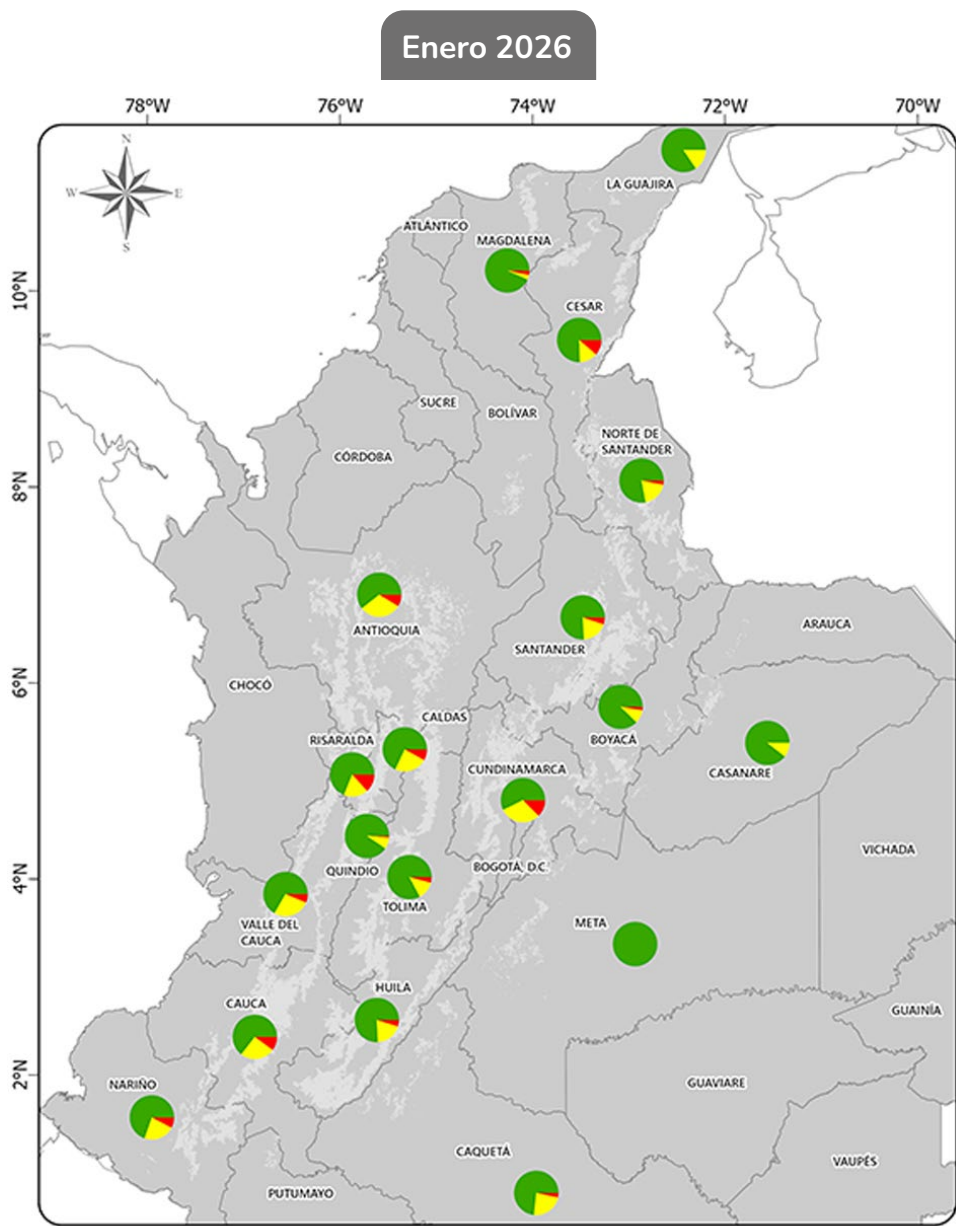 Enero 2026
78°W
76°W
74°W
72°W
70°W
N
W
E
S
LA GUAJIRA
ATLÁNTICO
MAGDALENA
10°N
CESAR
SUCRE
BOLÍVAR
NORTE DE
SANTANDER
CÓRDOBA
8°N
ANTIOQUIA
ARAUCA
SANTANDER
6°N
CHOCÓ
CALDAS
RISARALDA
BOYACÁ
CUNDINAMARCA
CASANARE
VICHADA
4°N
QUINDIO
BOGOTÁ, D.C.
TOLIMA
VALLE DEL
CAUCA
META
HUILA
CAUCA
GUAINÍA
2°N
NARIÑO
GUAVIARE
CAQUETÁ
VAUPÉS
PUTUMAYO